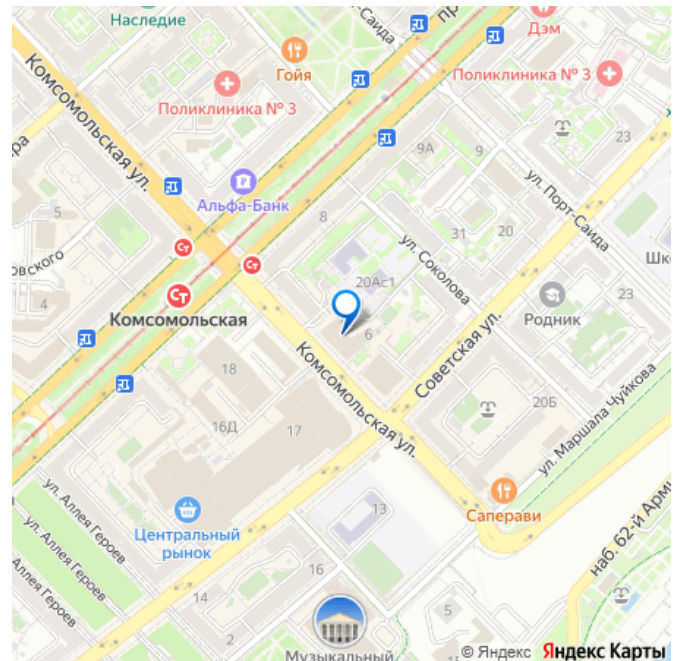 Наследие
Саида
пр
Дэм
Гойя
Поликлиника № 3
Поликлиника № 3
Комсомольская ул.
9А
9
23
ул. Порт-Саида
Альфа-Банк
5
8
31
20
ул. Соколова
Шко
овского
20Ас1
4
Комсомольская
6
Родник
23
Советская ул.
18
Комсомольская ул.
ул. Маршала Чуйкова
20Б
16Д
17
ул. Аллея Героев
Саперави
13
Центральный
рынок
ул. Аллея Героев
наб. 62-й Арми
Аллея Героев
16
14
5
2
Музыкальный
© Яндекс Яндекс Карты